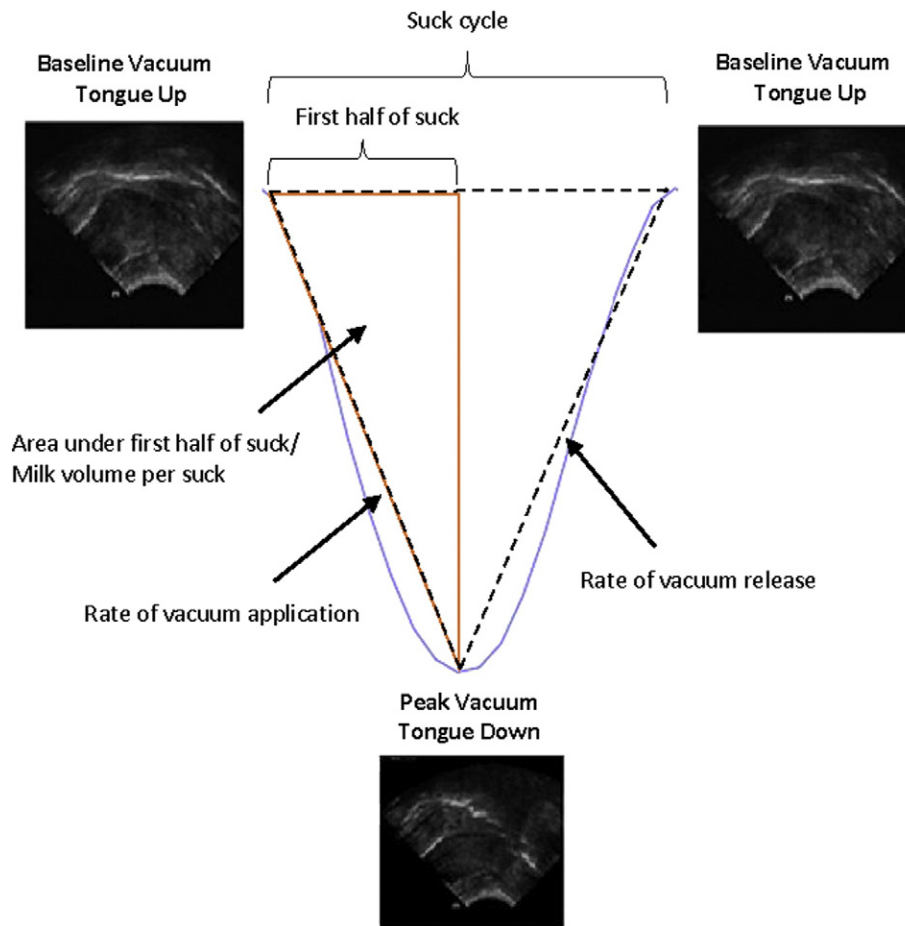 Suck cycle
Baseline Vacuum
Tongue Up
Baseline Vacuum
Tongue Up
First half of suck
Area under first half of suck/
Milk volume per suck
Rate of vacuum application
Rate of vacuum release
Peak Vacuum
Tongue Down